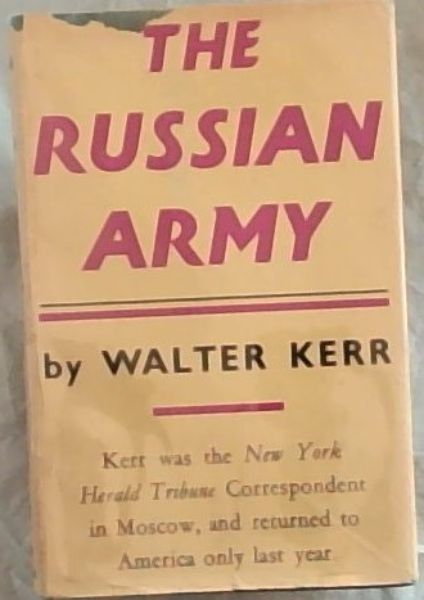 THE
RUSSIAN
ARMY
by WALTER KERR
Kerr was the New York
Herald Tribune Correspondent
in Moscow, and returned to
America only last year